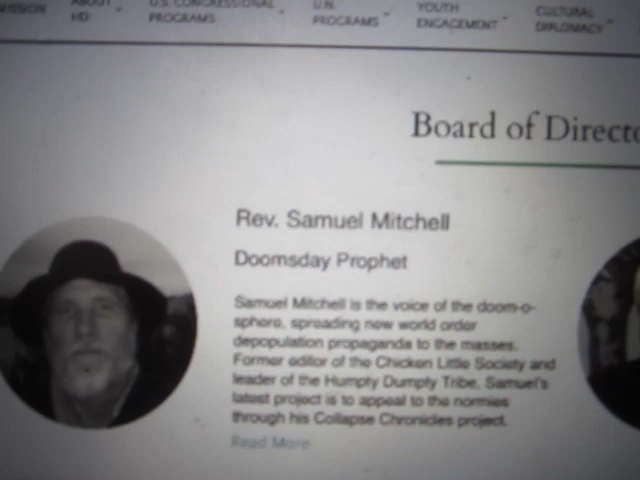 MISSION
ABOUT
HDI
U.S. CONGRESSIONAL
PROGRAMS
U.N.
PROGRAMS
YOUTH
ENGAGEMENT
CULTURAL
DIPLOMACY
Board of Directo
Rev. Samuel Mitchell
Doomsday Prophet
Samuel Mitchell is the voice of the doom-o-
sphere, spreading new world order
depopulation propaganda to the masses.
Former editor of the Chicken Little Society and
leader of the Humpty Dumpty Tribe, Samuel's
latest project is to appeal to the normies
through his Collapse Chronicles project.
Read More